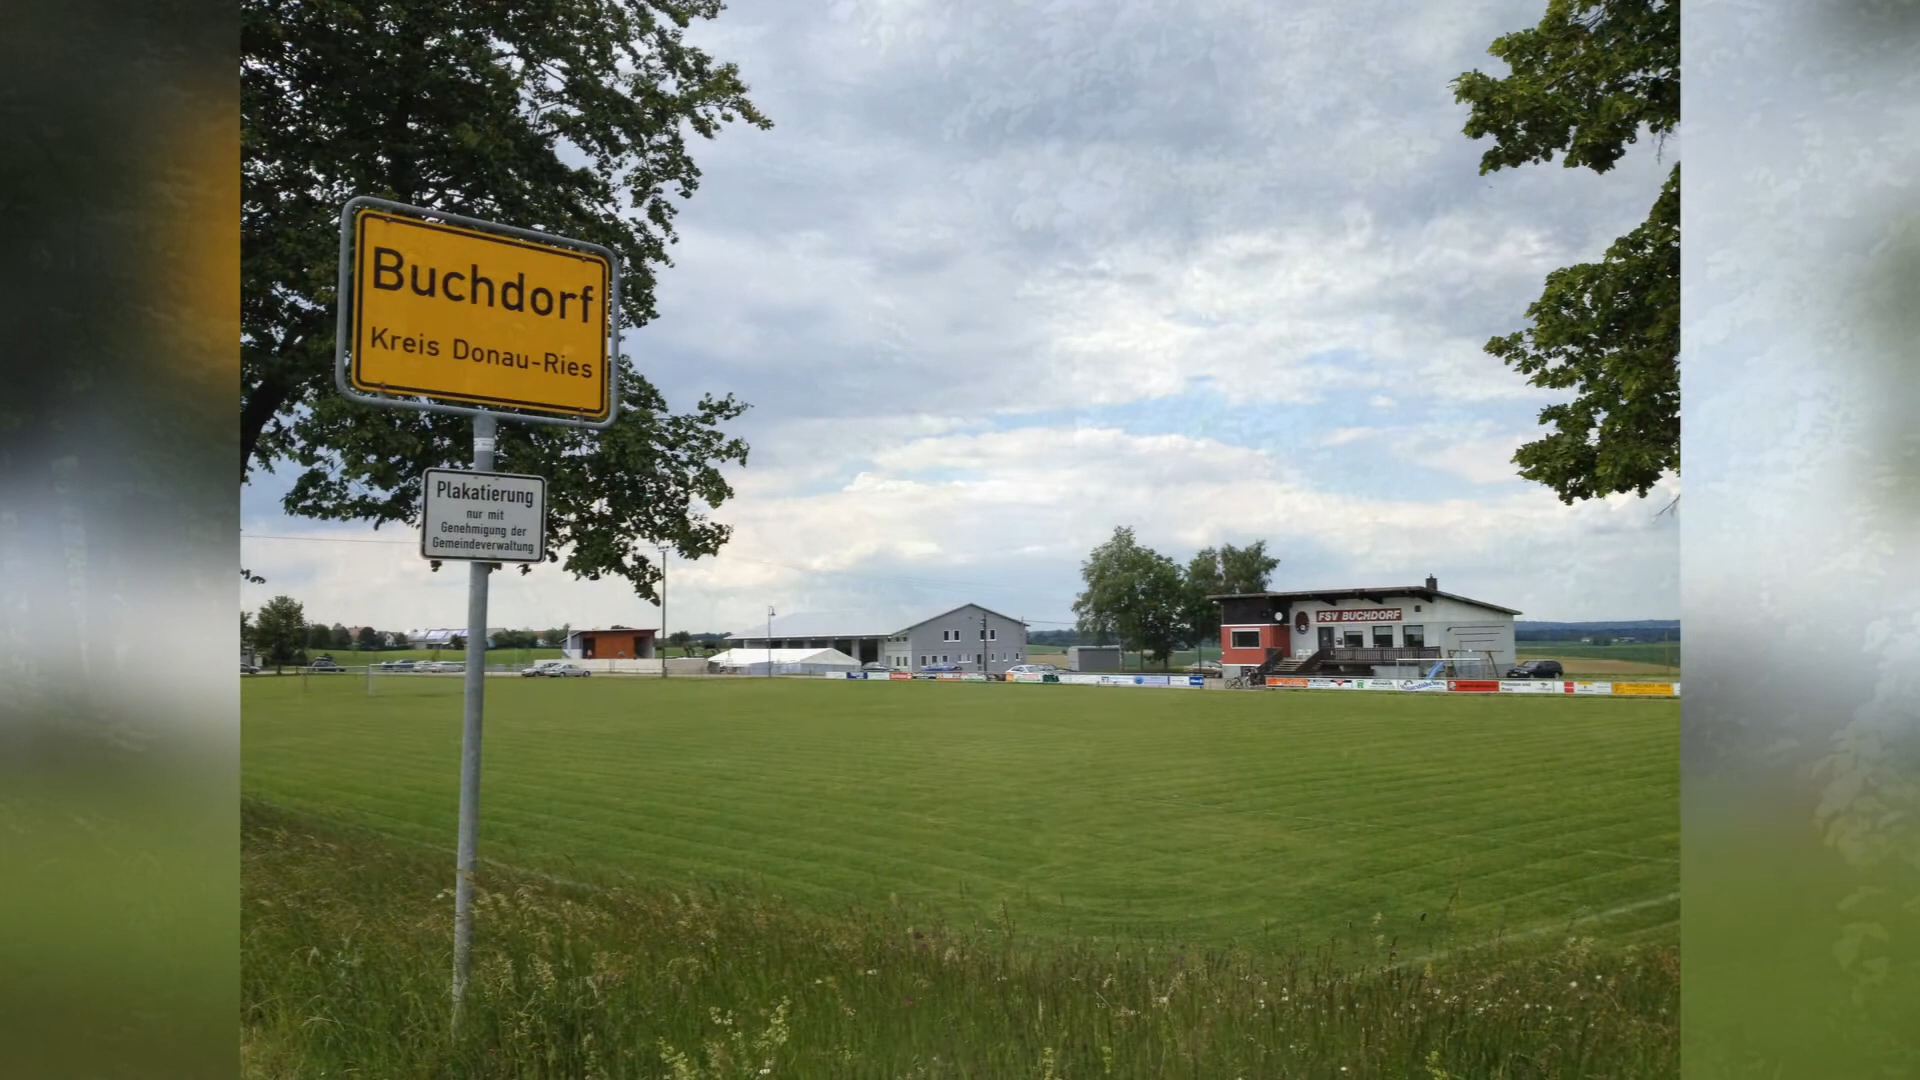 Buchdorf
Kreis Donau-Ries
Plakatierung
nur mit
Genehmigung der
Gemeindeverwaltung
FSV BUCHDORF